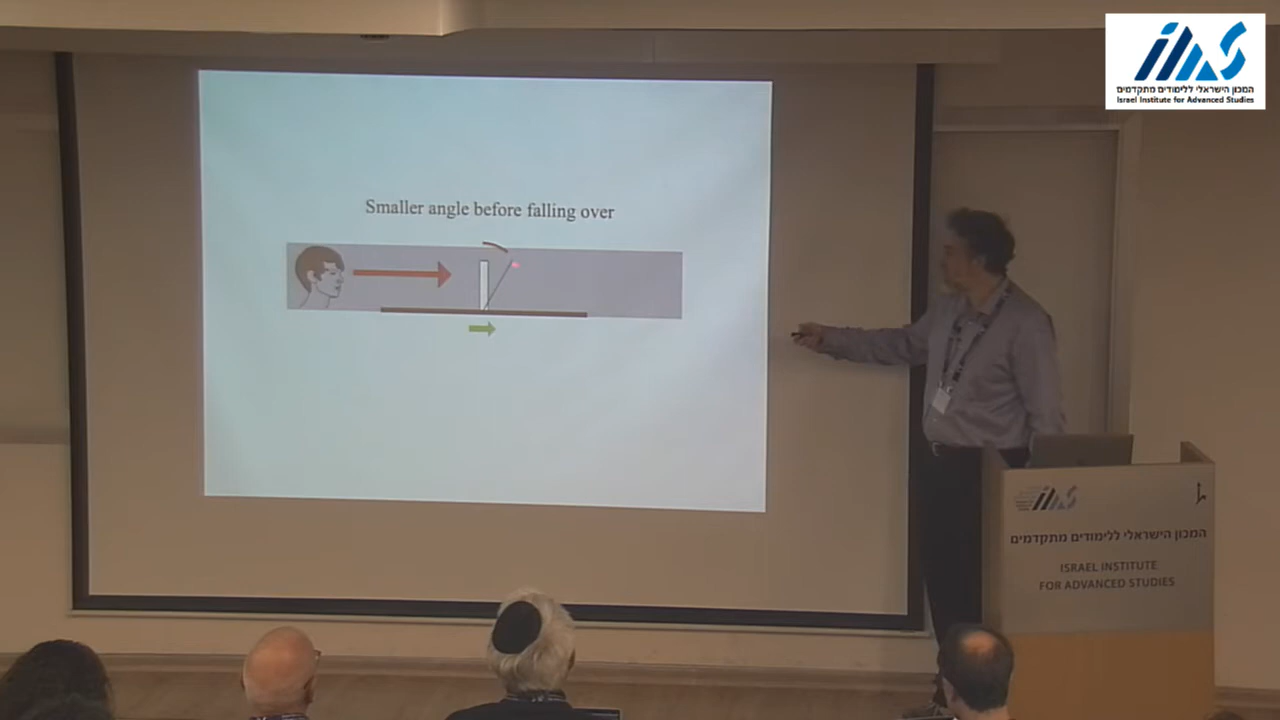 המכון הישראלי ללימודים מתקדמים
Israel Institute for Advanced Studies
Smaller angle before falling over
המכון הישראלי ללימודים מתקדמים
ISRAEL INSTITUTE
FOR ADVANCED STUDIES